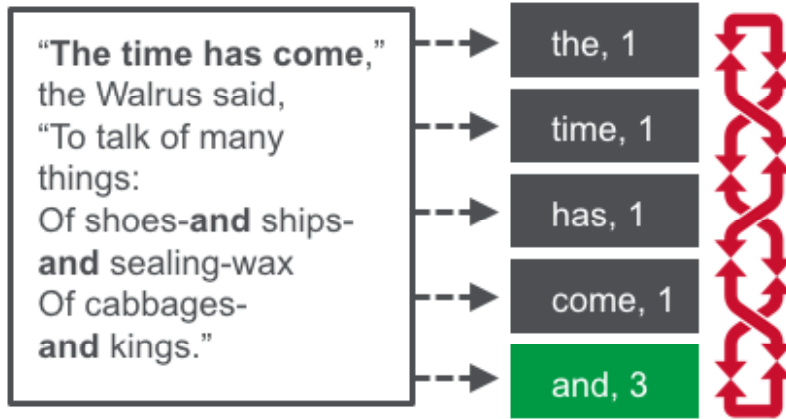 “The time has come,”
the Walrus said,
“To talk of many
things:
Of shoes-and ships-
and sealing-wax
Of cabbages-
and kings.”
the, 1
time, 1
has, 1
come, 1
and, 3